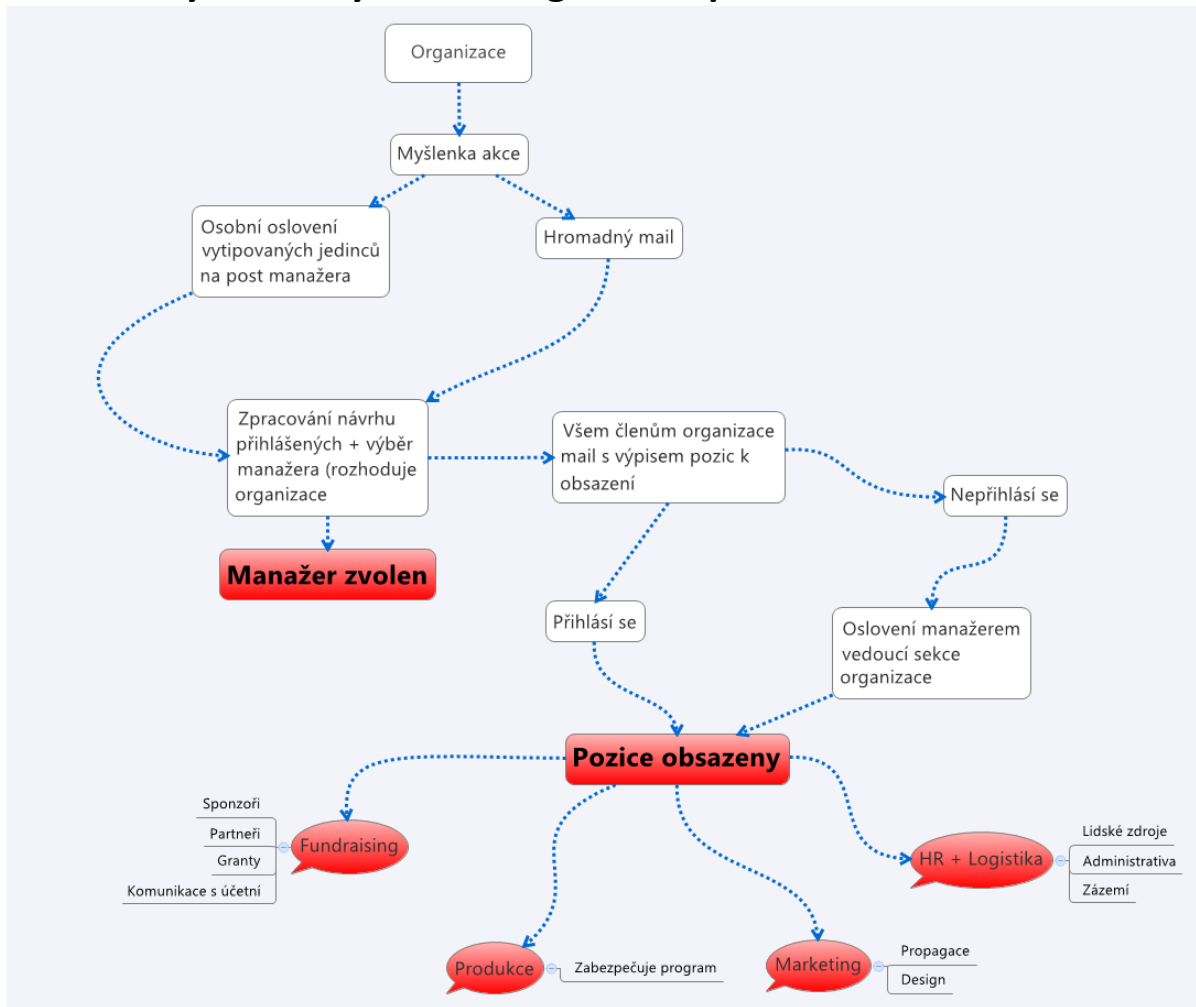 Organizace
Myšlenka akce
Osobní oslovení
vytipovaných jedinců
na post manažera
Hromadný mail
Zpracování návrhu
přihlášených + výběr
manažera (rozhoduje
organizace
Všem členům organizace
mail s výpisem pozic k
obsazení
Nepřihlásí se
Manažer zvolen
Přihlásí se
Oslovení manažerem
vedoucí sekce
organizace
Pozice obsazeny
Sponzoři
Partneři
Granty
Komunikace s účetní
Fundraising
HR + Logistika
Lidské zdroje
Administrativa
Zázemí
Produkce
Zabezpečuje program
Marketing
Propagace
Design